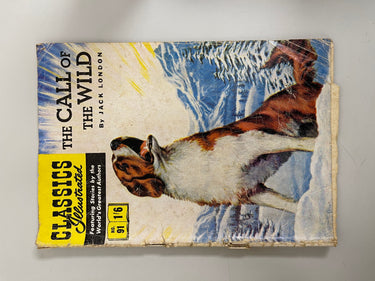 CLASSICS
Illustrated
Featuring Stories by the
World's Greatest Authors
NO.
91
1'6
THE CALL OF
THE WILD
By JACK LONDON